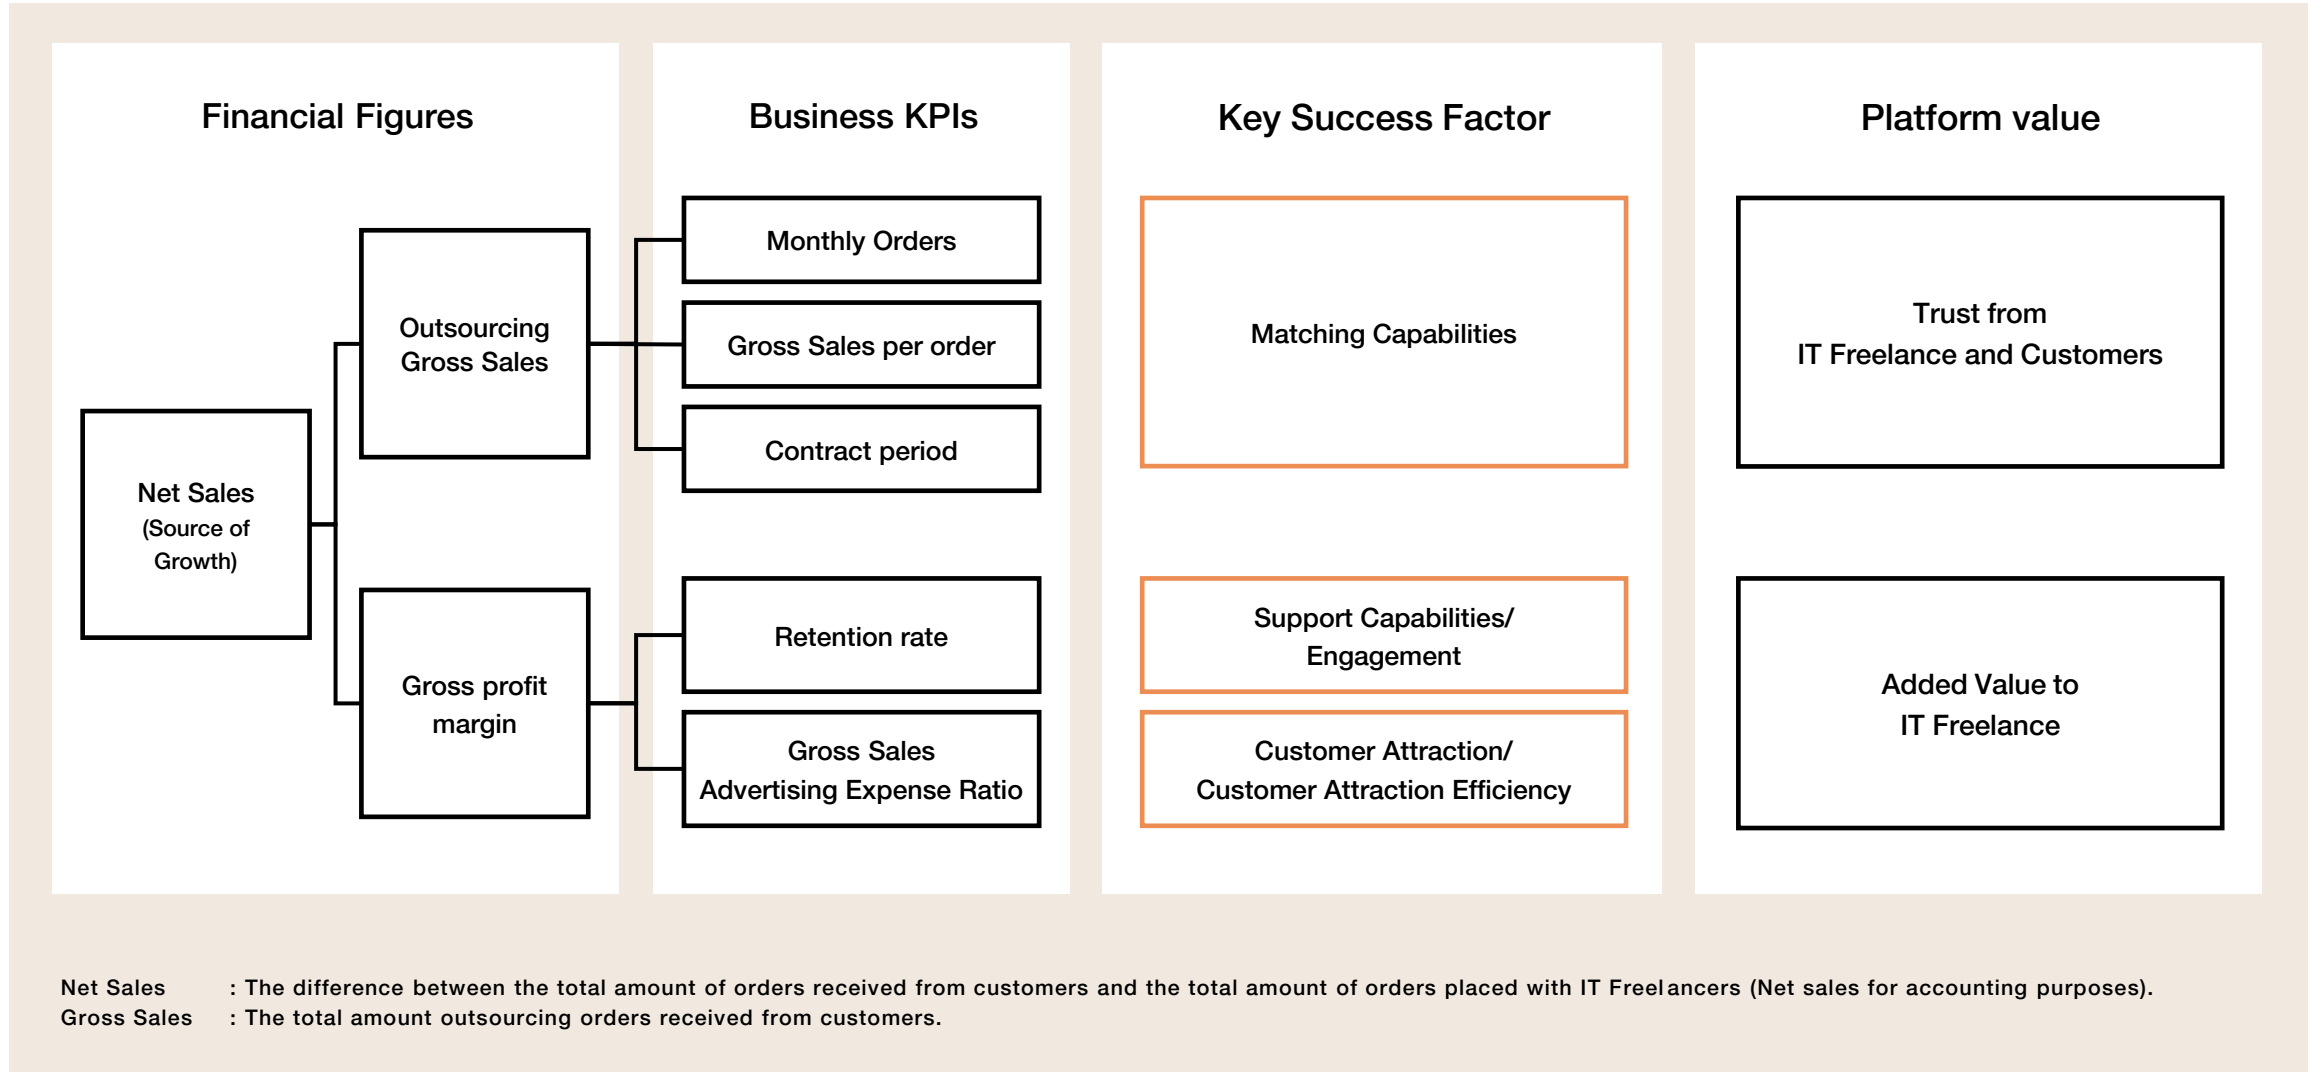 Financial Figures
Business KPIs
Key Success Factor
Platform value
Net Sales
(Source of
Growth)
Outsourcing
Gross Sales
Gross profit
margin
Monthly Orders
Gross Sales per order
Contract period
Retention rate
Gross Sales
Advertising Expense Ratio
Matching Capabilities
Support Capabilities/
Engagement
Customer Attraction/
Customer Attraction Efficiency
Trust from
IT Freelance and Customers
Added Value to
IT Freelance
Net Sales : The difference between the total amount of orders received from customers and the total amount of orders placed with IT Freelancers (Net sales for accounting purposes).
Gross Sales : The total amount outsourcing orders received from customers.